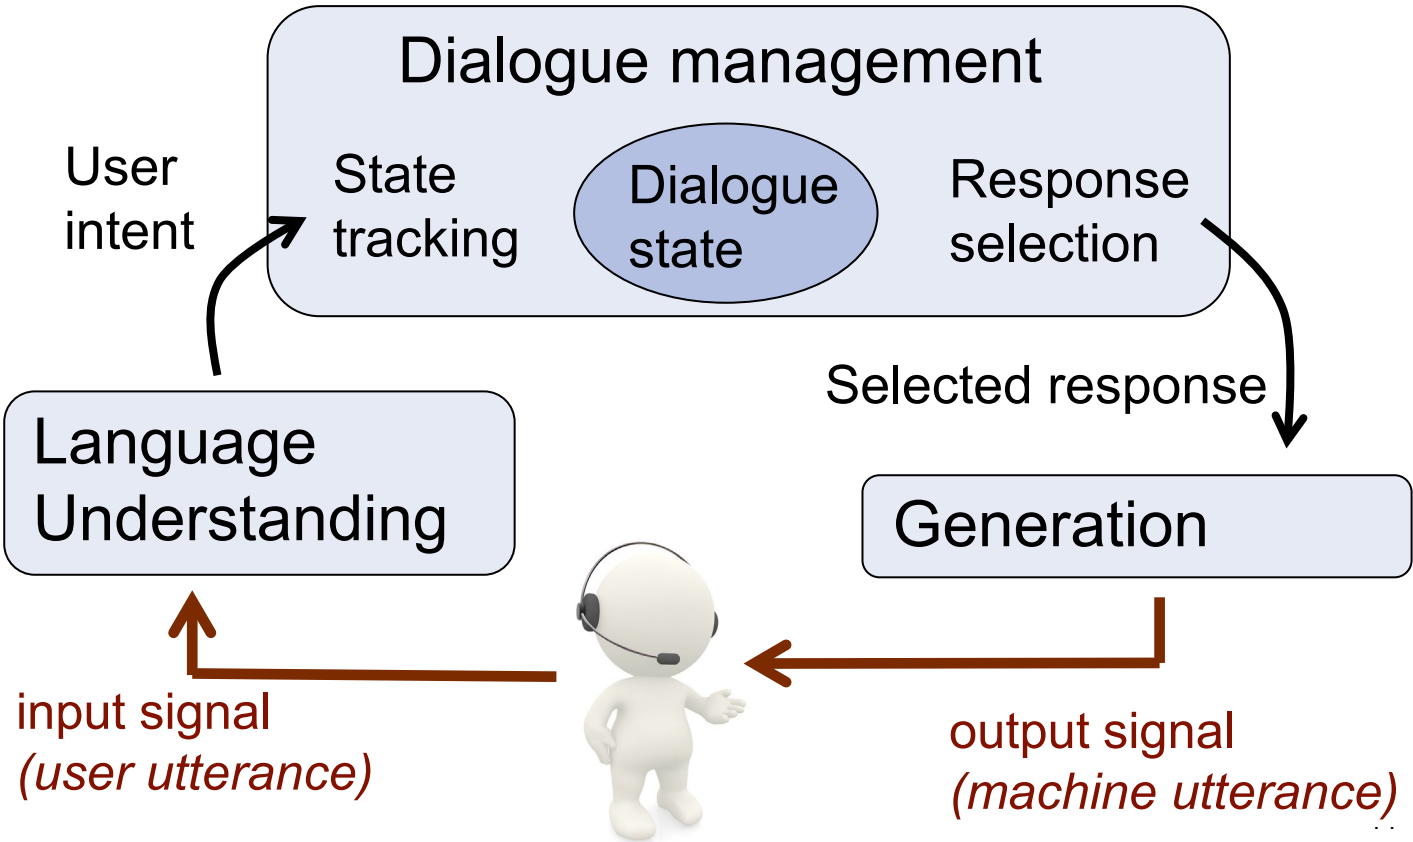 Dialogue management
User
intent
State
tracking
Dialogue
state
Response
selection
Selected response
Language
Understanding
Generation
input signal
(user utterance)
output signal
(machine utterance)